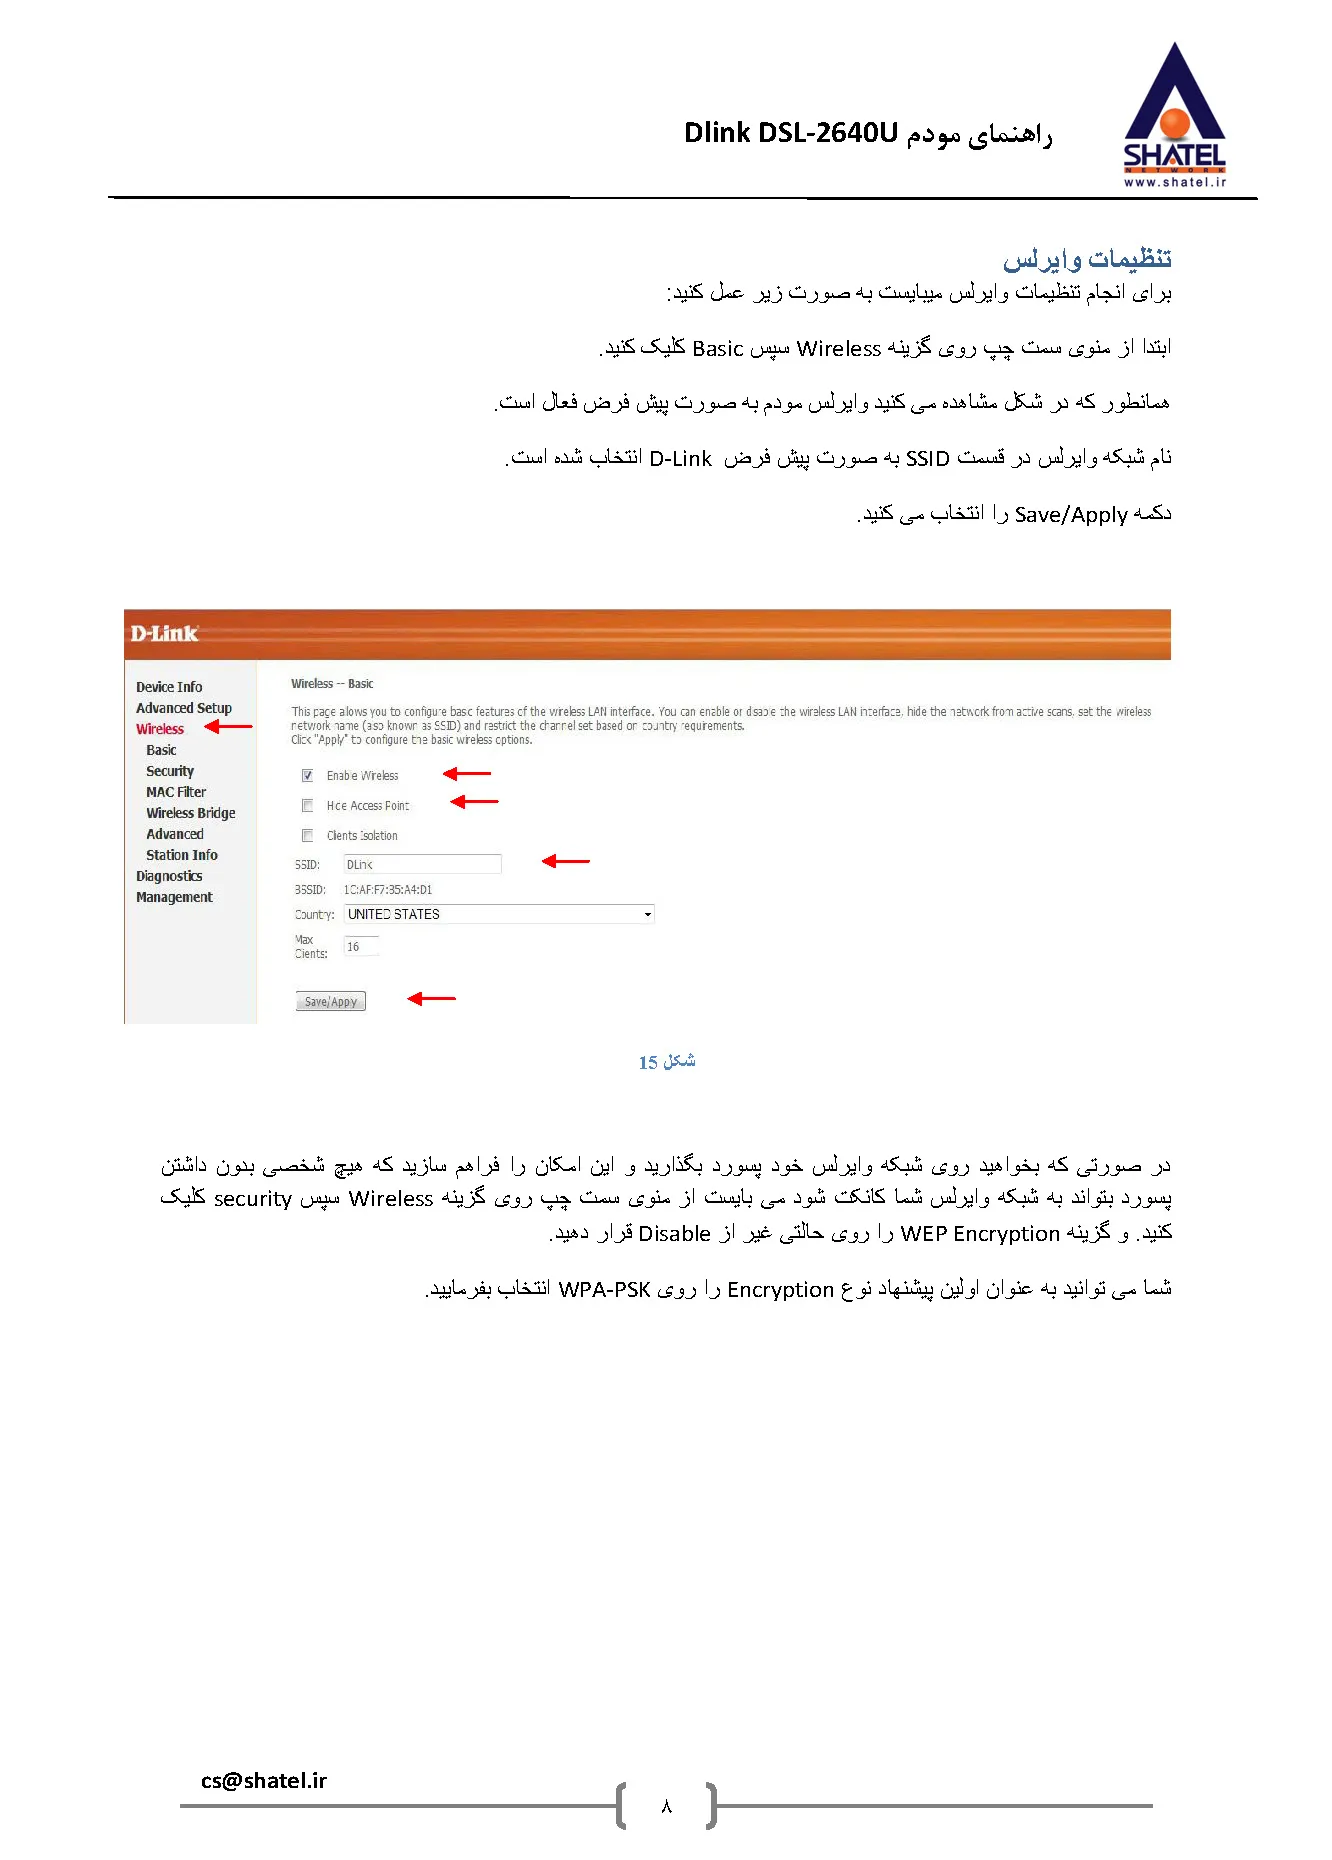 راهنمای مودم Dlink DSL-2640U
SHATEL
NETWORK
www.shatel.ir
تنظیمات وایرلس
برای انجام تنظیمات وایرلس میبایست به صورت زیر عمل کنید:
ابتدا از منوی سمت چپ روی گزینه Wireless سپس Basic کلیک کنید.
همانطور که در شکل مشاهده می کنید وایرلس مودم به صورت پیش فرض فعال است.
نام شبکه وایرلس در قسمت SSID به صورت پیش فرض D-Link انتخاب شده است.
دکمه Save/Apply را انتخاب می کنید.
D-Link
Device Info
Advanced Setup
Wireless
Basic
Security
MAC Filter
Wireless Bridge
Advanced
Station Info
Diagnostics
Management
Wireless -- Basic
This page allows you to configure basic features of the wireless LAN interface. You can enable or disable the wireless LAN interface, hide the network from active scans, set the wireless
network name (also known as SSID) and restrict the channel set based on country requirements.
Click "Apply" to configure the basic wireless options.
Enable Wireless
Hide Access Point
Clients Isolation
SSID: DLink
BSSID: 1C:AF:F7:B5:A4:D1
Country: UNITED STATES
Max
Clients: 16
Save/Apply
شکل 15
در صورتی که بخواهید روی شبکه وایرلس خود پسورد بگذارید و این امکان را فراهم سازید که هیچ شخصی بدون داشتن
پسورد بتواند به شبکه وایرلس شما کانکت شود می بایست از منوی سمت چپ روی گزینه Wireless سپس security کلیک
کنید. و گزینه WEP Encryption را روی حالتی غیر از Disable قرار دهید.
شما می توانید به عنوان اولین پیشنهاد نوع Encryption را روی WPA-PSK انتخاب بفرمایید.
cs@shatel.ir
۸